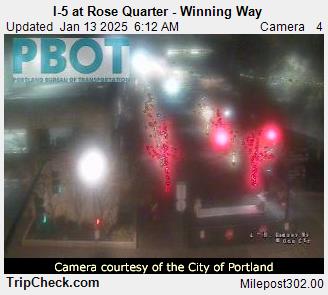 I-5 at Rose Quarter - Winning Way
Updated Jan 13 2025 6:12 AM Camera 4
PBOT
PORTLAND BUREAU OF TRANSPORTATION
Camera courtesy of the City of Portland
TripCheck.com Milepost302.00